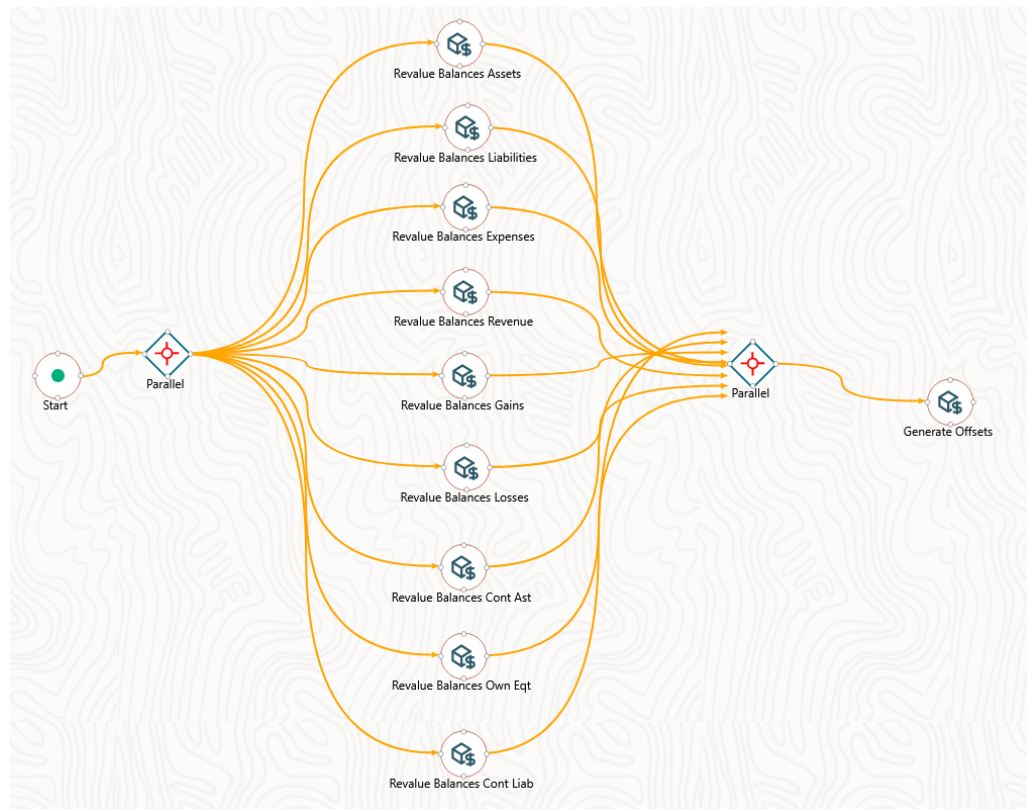 Revalue Balances Assets
Revalue Balances Liabilities
Revalue Balances Expenses
Revalue Balances Revenue
Start
Parallel
Revalue Balances Gains
Parallel
Generate Offsets
Revalue Balances Losses
Revalue Balances Cont Ast
Revalue Balances Own Eqt
Revalue Balances Cont Liab